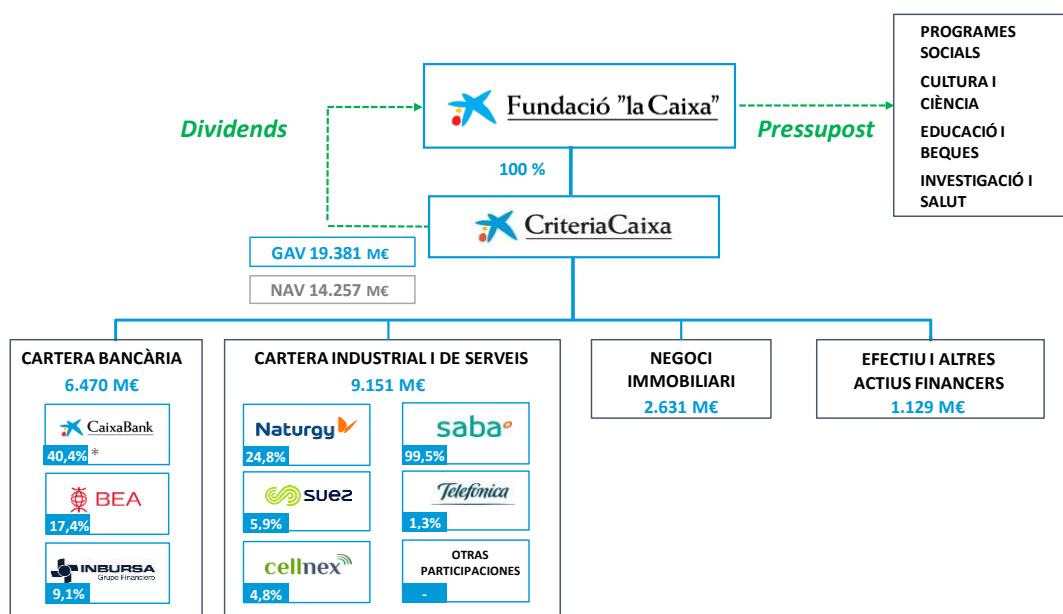 PROGRAMES
SOCIALS
CULTURA I
CIÈNCIA
EDUCACIÓ I
BEQUES
INVESTIGACIÓ I
SALUT
Fundació "la Caixa"
Dividends
Pressupost
100 %
CriteriaCaixa
GAV 19.381 M€
NAV 14.257 M€
CARTERA BANCÀRIA
6.470 M€
CaixaBank
40,4% *
BEA
17,4%
INBURSA
Grupo Financiero
9,1%
CARTERA INDUSTRIAL I DE SERVEIS
9.151 M€
Naturgy
24,8%
saba
99,5%
suez
5,9%
Telefónica
1,3%
cellnex
4,8%
OTRAS
PARTICIPACIONES
-
NEGOCI
IMMOBILIARI
2.631 M€
EFECTIU I ALTRES
ACTIUS FINANCERS
1.129 M€